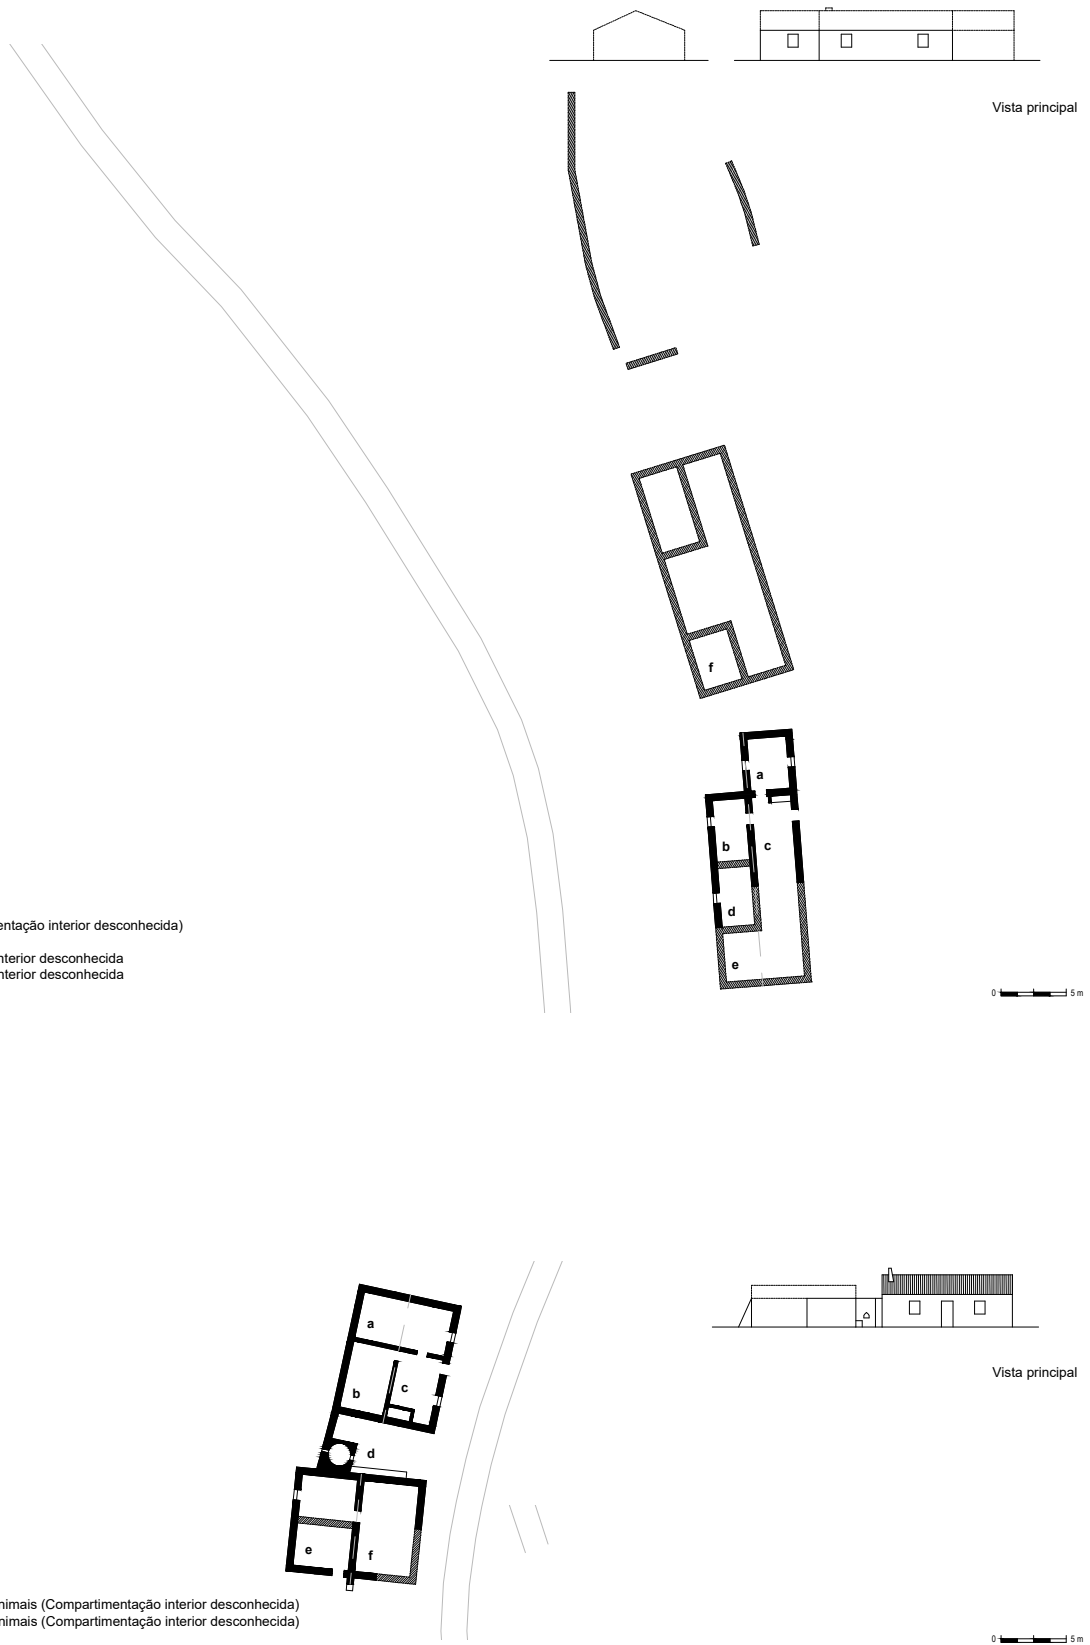 Vista principal
f
a
b
c
d
e
entação interior desconhecida)
nterior desconhecida
nterior desconhecida
0 5 m
a
b
c
d
e
f
Vista principal
nimais (Compartimentação interior desconhecida)
nimais (Compartimentação interior desconhecida)
0 5 m